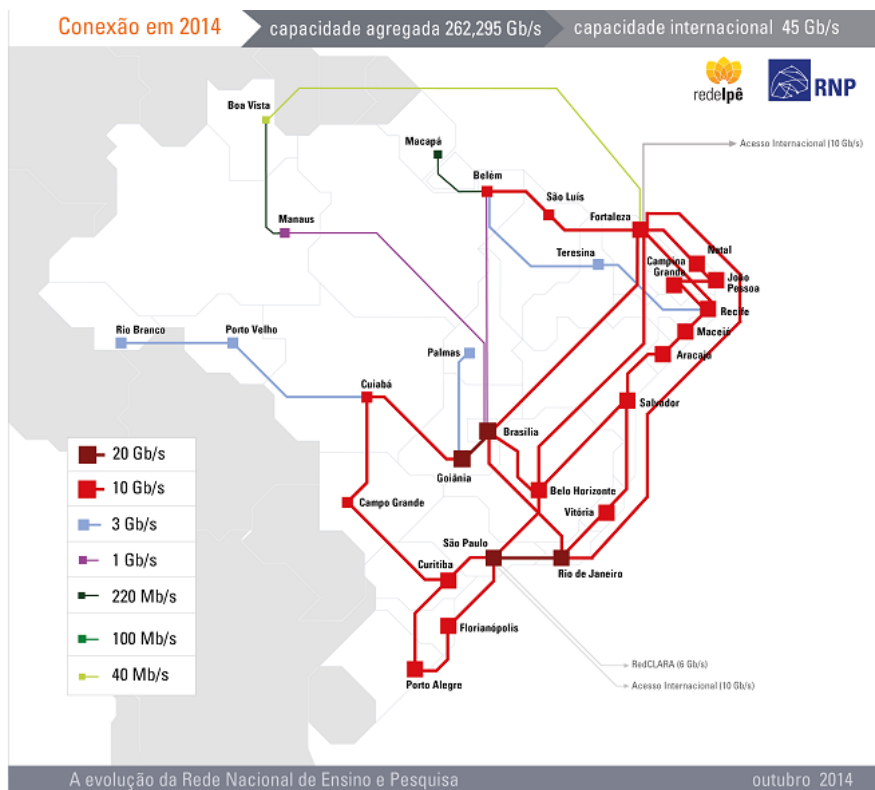 Conexão em 2014
capacidade agregada 262,295 Gb/s
capacidade internacional 45 Gb/s
redeIpê
RNP
Boa Vista
Macapá
Acesso Internacional (10 Gb/s)
Belém
São Luís
Fortaleza
Manaus
Natal
Teresina
Campina
Grande
João
Pessoa
Recife
Rio Branco
Porto Velho
Maceió
Palmas
Aracaju
Cuiabá
Salvador
Brasília
20 Gb/s
Goiânia
10 Gb/s
Belo Horizonte
Campo Grande
Vitória
3 Gb/s
São Paulo
1 Gb/s
Curitiba
Rio de Janeiro
220 Mb/s
Florianópolis
100 Mb/s
RedCLARA (6 Gb/s)
40 Mb/s
Porto Alegre
Acesso Internacional (10 Gb/s)
A evolução da Rede Nacional de Ensino e Pesquisa
outubro 2014